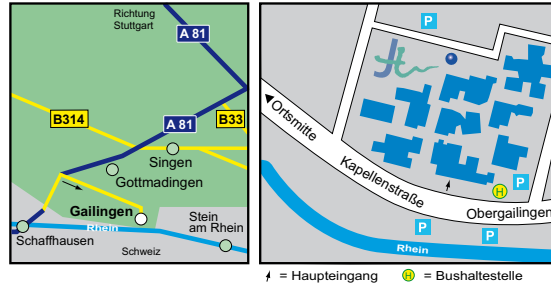 Richtung
Stuttgart
A 81
B314
A 81
B33
Singen
Gottmadingen
Gailingen
Rhein
Stein
am Rhein
Schaffhausen
Schweiz
P
Ortsmitte
Kapellenstraße
H
P
Obergailingen
P
P
Rhein
= Haupteingang
H = Bushaltestelle